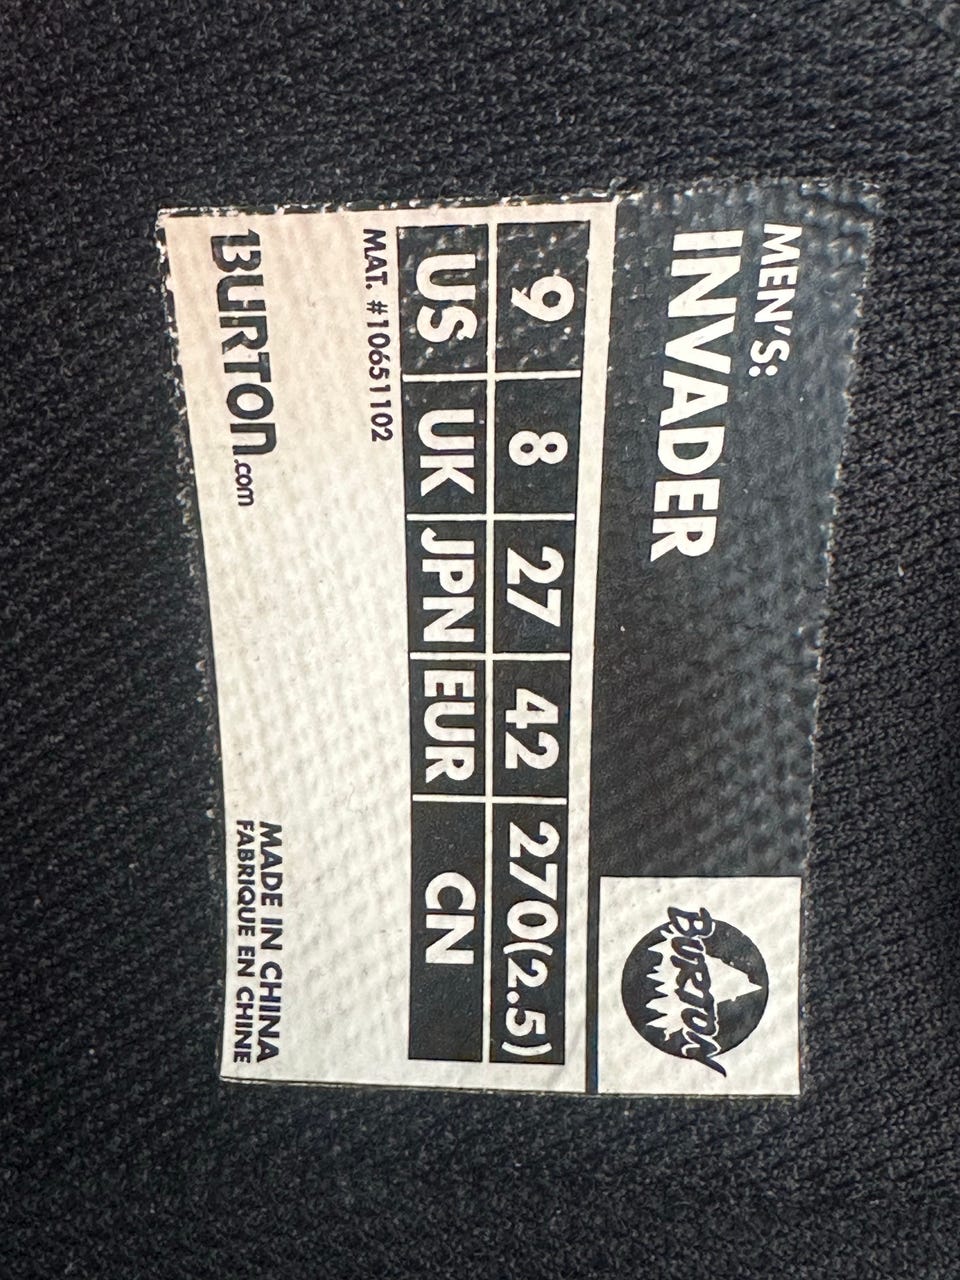 MEN'S:
INVADER
BURTON
9 8 27 42 270(2.5)
US UK JPN EUR CN
MAT. #10651102
BURTON.com
MADE IN CHINA
FABRIQUE EN CHINE